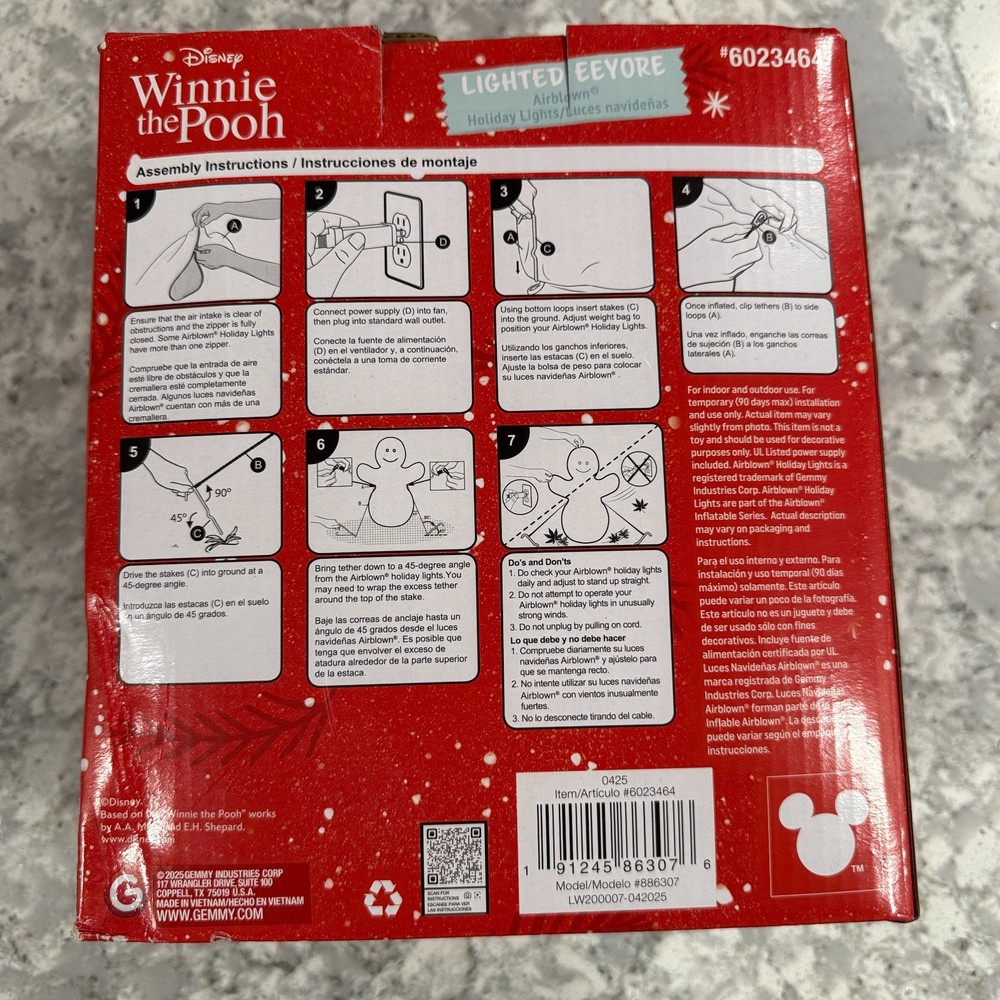 Disney
Winnie
the Pooh
LIGHTED EEYORE
Airblown®
Holiday Lights/Luces navideñas
#6023464
Assembly Instructions / Instrucciones de montaje
1
A
Ensure that the air intake is clear of
obstructions and the zipper is fully
closed. Some Airblown® Holiday Lights
have more than one zipper.
Compruebe que la entrada de aire
esté libre de obstáculos y que la
cremallera esté completamente
cerrada. Algunos luces navideñas
Airblown® cuentan con más de una
cremallera.
2
D
Connect power supply (D) into fan,
then plug into standard wall outlet.
Conecte la fuente de alimentación
(D) en el ventilador y, a continuación,
conéctela a una toma de corriente
estándar.
3
A
C
Using bottom loops insert stakes (C)
into the ground. Adjust weight bag to
position your Airblown® Holiday Lights.
Utilizando los ganchos inferiores,
inserte las estacas (C) en el suelo.
Ajuste la bolsa de peso para colocar
su luces navideñas Airblown® .
4
B
Once inflated, clip tethers (B) to side
loops (A).
Una vez inflado, enganche las correas
de sujeción (B) a los ganchos
laterales (A).
5
B
90º
45º
C
Drive the stakes (C) into ground at a
45-degree angle.
Introduzca las estacas (C) en el suelo
en un ángulo de 45 grados.
6
Bring tether down to a 45-degree angle
from the Airblown® holiday lights.You
may need to wrap the excess tether
around the top of the stake.
Baje las correas de anclaje hasta un
ángulo de 45 grados desde el luces
navideñas Airblown®. Es posible que
tenga que envolver el exceso de
atadura alrededor de la parte superior
de la estaca.
7
Do's and Don'ts
1. Do check your Airblown® holiday lights
daily and adjust to stand up straight.
2. Do not attempt to operate your
Airblown® holiday lights in unusually
strong winds.
3. Do not unplug by pulling on cord.
Lo que debe y no debe hacer
1. Compruebe diariamente su luces
navideñas Airblown® y ajústelo para
que se mantenga recto.
2. No intente utilizar su luces navideñas
Airblown® con vientos inusualmente
fuertes.
3. No lo desconecte tirando del cable.
For indoor and outdoor use. For
temporary (90 days max) installation
and use only. Actual item may vary
slightly from photo. This item is not a
toy and should be used for decorative
purposes only. UL Listed power supply
included. Airblown® Holiday Lights is a
registered trademark of Gemmy
Industries Corp. Airblown® Holiday
Lights are part of the Airblown®
Inflatable Series. Actual description
may vary on packaging and
instructions.
Para el uso interno y externo. Para
instalación y uso temporal (90 días
máximo) solamente. Este artículo
puede variar un poco de la fotografía.
Este artículo no es un juguete y debe
de ser usado sólo con fines
decorativos. Incluye fuente de
alimentación certificada por UL.
Luces Navideñas Airblown® es una
marca registrada de Gemmy
Industries Corp. Luces Navideñas
Airblown® forman parte de
Inflable Airblown®. La
puede variar según el
instrucciones.
©Disney.
Based on "Winnie the Pooh" works
by A.A. and E.H. Shepard.
G
©2025 GEMMY INDUSTRIES CORP
117 WRANGLER DRIVE, SUITE 100
COPPELL, TX 75019 U.S.A.
MADE IN VIETNAM/HECHO EN VIETNAM
WWW.GEMMY.COM
SCAN FOR
INSTRUCTIONS
ESCANEE PARA VER
LAS INSTRUCCIONES
0425
Item/Artículo #6023464
1 91245 86307 6
Model/Modelo #886307
LW200007-042025
TM